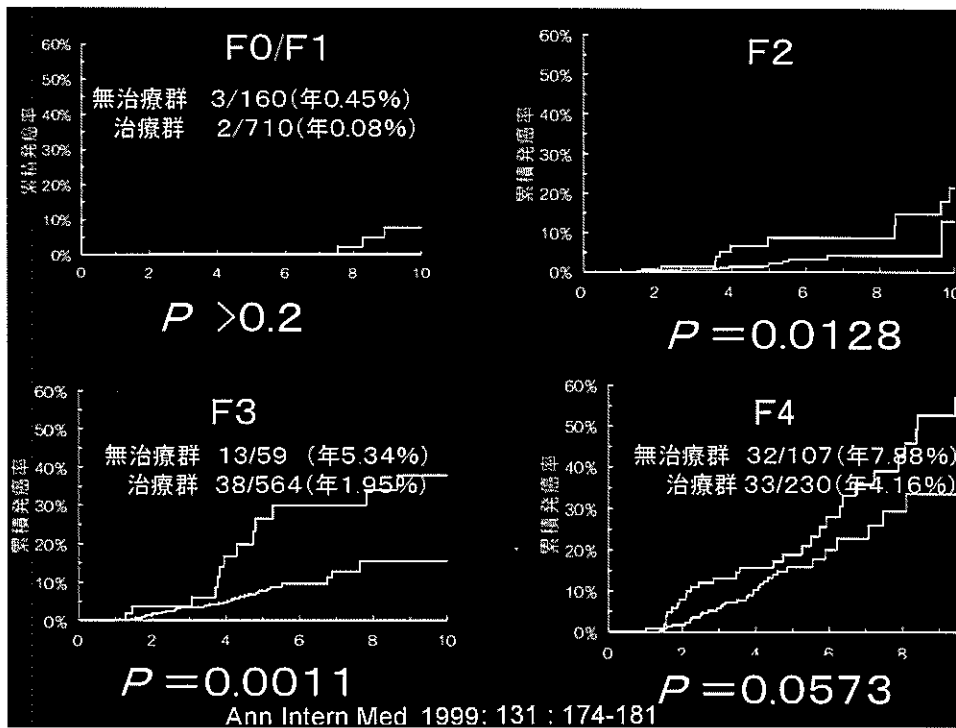 F0/F1
無治療群 3/160(年0.45%)
治療群 2/710(年0.08%)
累積発癌率
60%
50%
40%
30%
20%
10%
0%
0 2 4 6 8 10
P >0.2
F2
累積発癌率
60%
50%
40%
30%
20%
10%
0%
0 2 4 6 8 10
P=0.0128
F3
無治療群 13/59 (年5.34%)
治療群 38/564(年1.95%)
累積発癌率
60%
50%
40%
30%
20%
10%
0%
0 2 4 6 8 10
P=0.0011
F4
無治療群 32/107(年7.88%)
治療群 33/230(年4.16%)
累積発癌率
60%
50%
40%
30%
20%
10%
0%
0 2 4 6 8
P=0.0573
Ann Intern Med 1999: 131 : 174-181